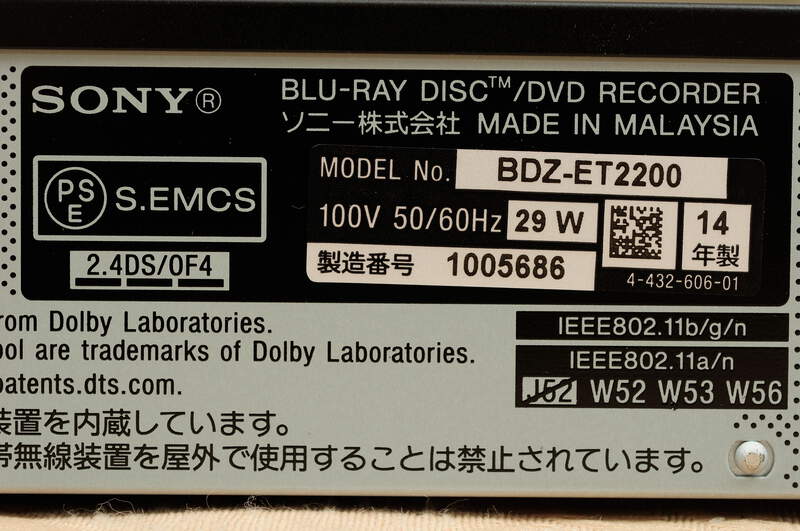 SONY®
BLU-RAY DISC™/DVD RECORDER
ソニー株式会社 MADE IN MALAYSIA
MODEL No. BDZ-ET2200
PSE S.EMCS
100V 50/60Hz 29 W
14年製
2.4DS/OF4
製造番号 1005686
4-432-606-01
from Dolby Laboratories.
are trademarks of Dolby Laboratories.
patents.dts.com.
IEEE802.11b/g/n
IEEE802.11a/n
J52 W52 W53 W56
装置を内蔵しています。
帯無線装置を屋外で使用することは禁止されています。